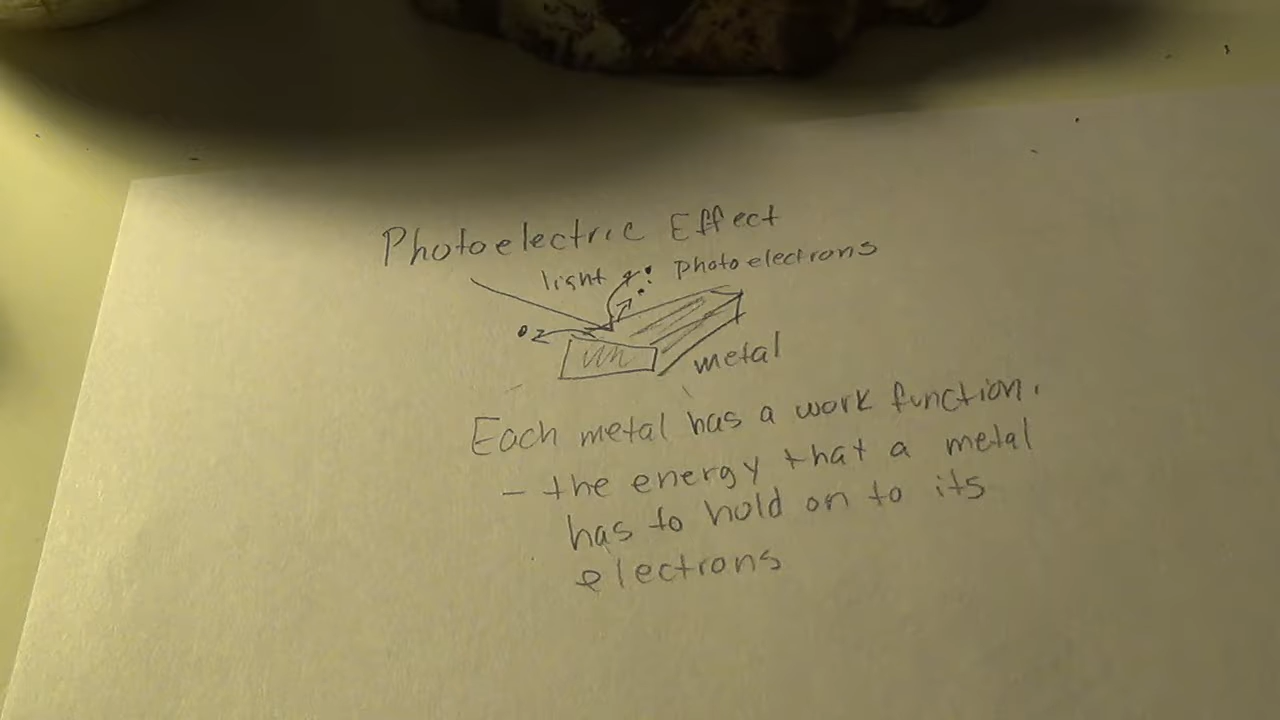 Photoelectric Effect
light photoelectrons
metal
Each metal has a work function.
- the energy that a metal
has to hold on to its
electrons